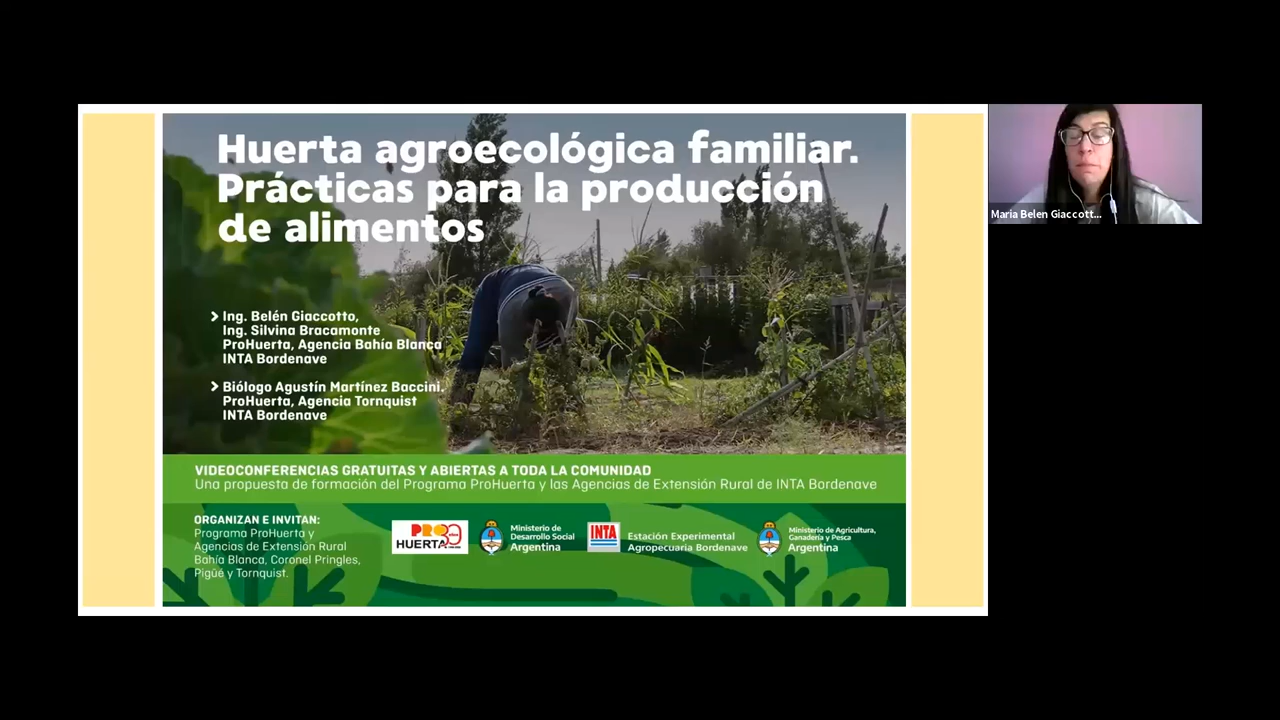 Huerta agroecológica familiar.
Prácticas para la producción
de alimentos
Ing. Belén Giaccotto,
Ing. Silvina Bracamonte
ProHuerta, Agencia Bahía Blanca
INTA Bordenave
Biólogo Agustín Martínez Baccini.
ProHuerta, Agencia Tornquist
INTA Bordenave
VIDEOCONFERENCIAS GRATUITAS Y ABIERTAS A TODA LA COMUNIDAD
Una propuesta de formación del Programa ProHuerta y las Agencias de Extensión Rural de INTA Bordenave
ORGANIZAN E INVITAN:
Programa ProHuerta y
Agencias de Extensión Rural
Bahía Blanca, Coronel Pringles,
Pigüé y Tornquist.
PRO30
HUERTA
Ministerio de
Desarrollo Social
Argentina
INTA
Estación Experimental
Agropecuaria Bordenave
Ministerio de Agricultura,
Ganadería y Pesca
Argentina
Maria Belen Giaccott...